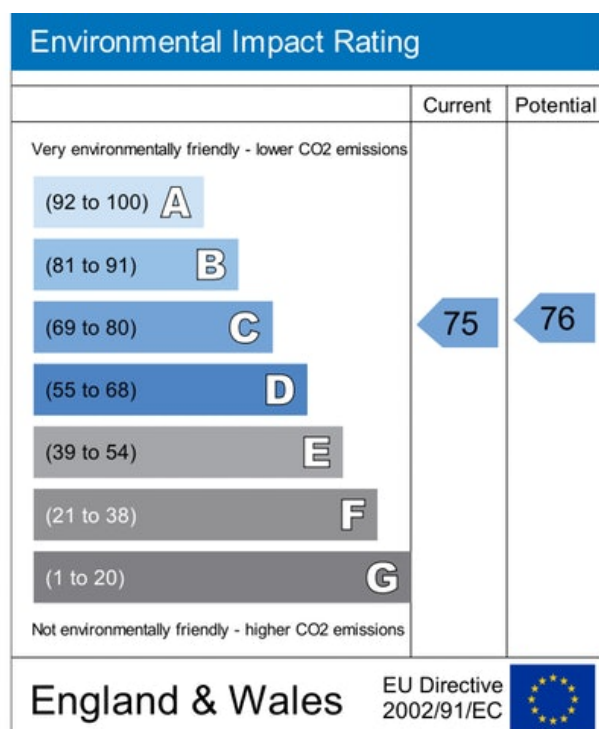 Environmental Impact Rating
Current Potential
Very environmentally friendly - lower CO2 emissions
(92 to 100) A
(81 to 91) B
(69 to 80) C 75 76
(55 to 68) D
(39 to 54) E
(21 to 38) F
(1 to 20) G
Not environmentally friendly - higher CO2 emissions
England & Wales
EU Directive
2002/91/EC